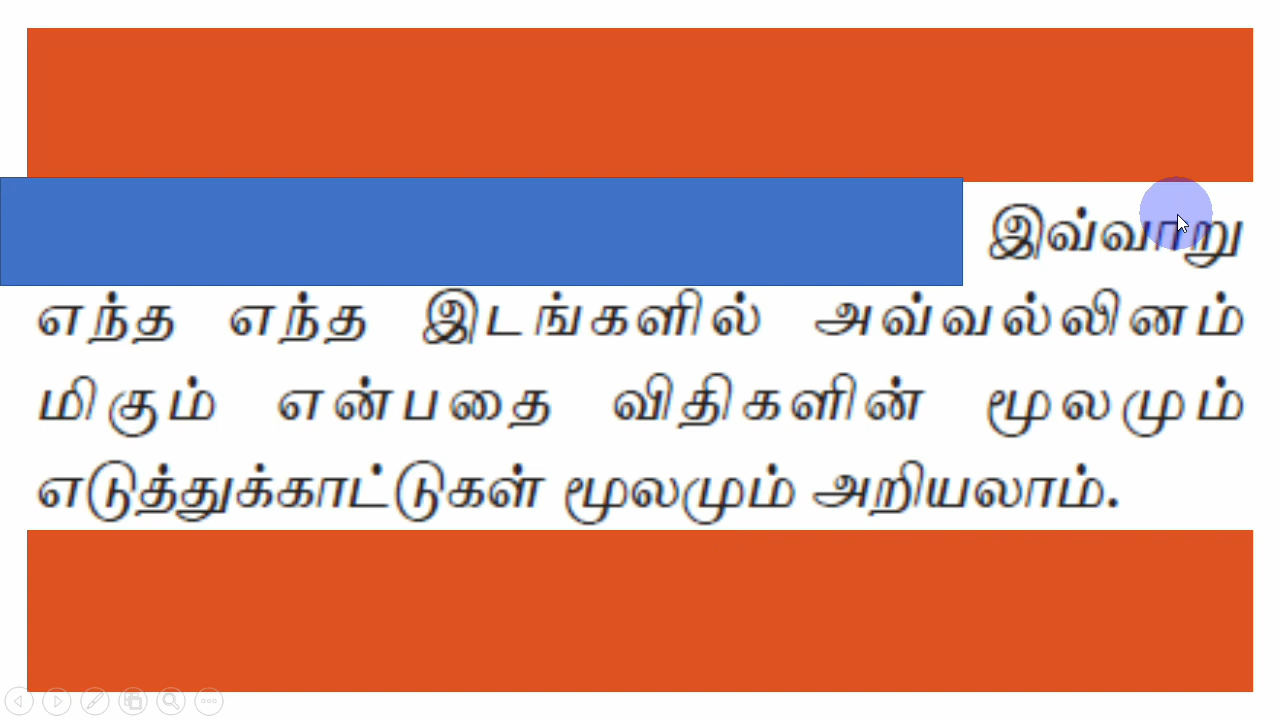 இவ்வாறு
எந்த எந்த இடங்களில் அவ்வல்லினம்
மிகும் என்பதை விதிகளின் மூலமும்
எடுத்துக்காட்டுகள் மூலமும் அறியலாம்.